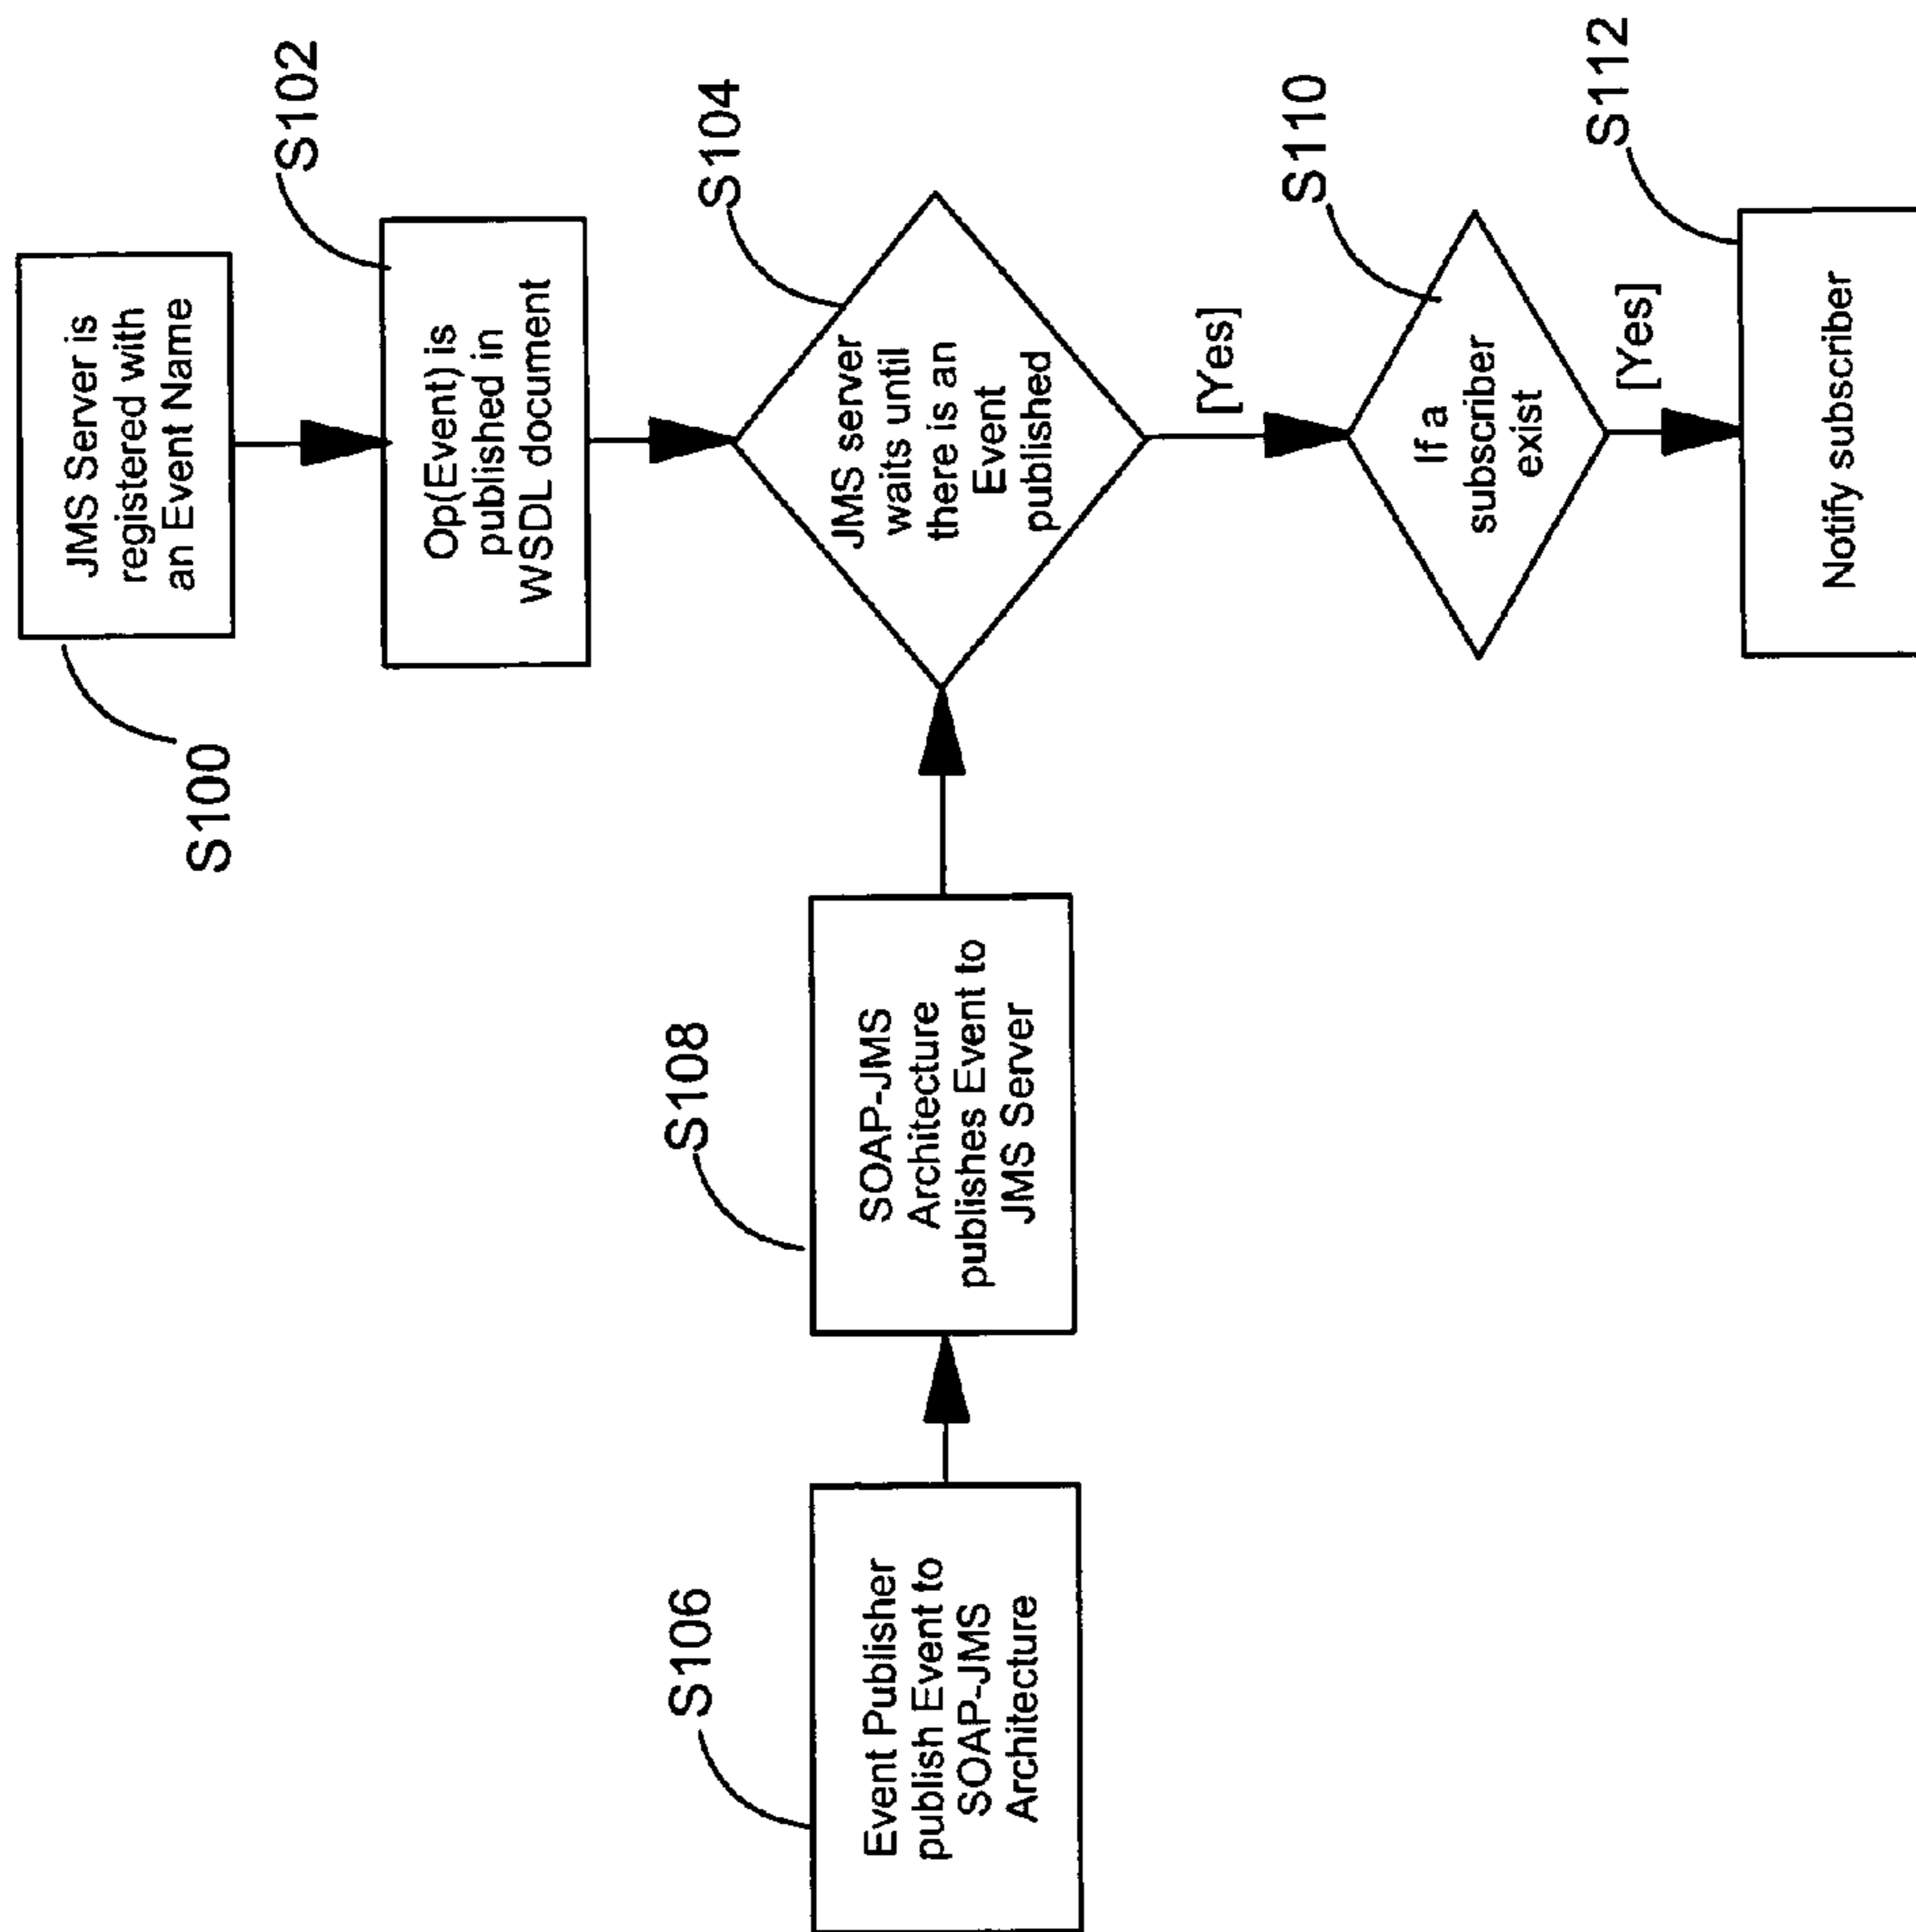 S100
JMS Server is
registered with
an Event Name
S102
Op(Event) is
published in
WSDL document
S104
JMS server
waits until
there is an
Event
published
S106
Event Publisher
publish Event to
SOAP-JMS
Architecture
S108
SOAP-JMS
Architecture
publishes Event to
JMS Server
[Yes]
S110
If a
subscriber
exist
[Yes]
S112
Notify subscriber